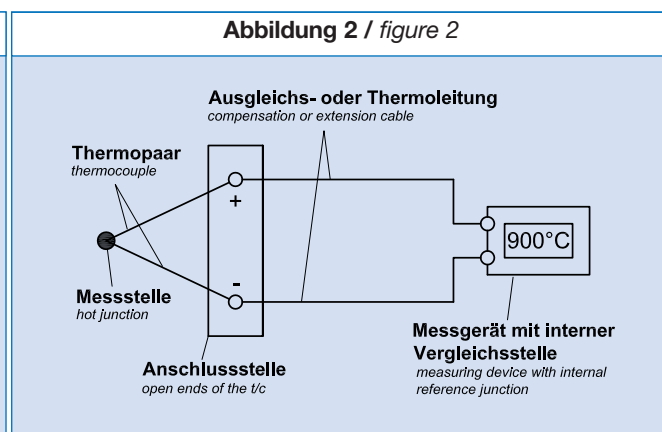 Abbildung 2 / figure 2
Ausgleichs- oder Thermoleitung
compensation or extension cable
Thermopaar
thermocouple
+
900°C
-
Messstelle
hot junction
Anschlussstelle
open ends of the t/c
Messgerät mit interner
Vergleichsstelle
measuring device with internal
reference junction